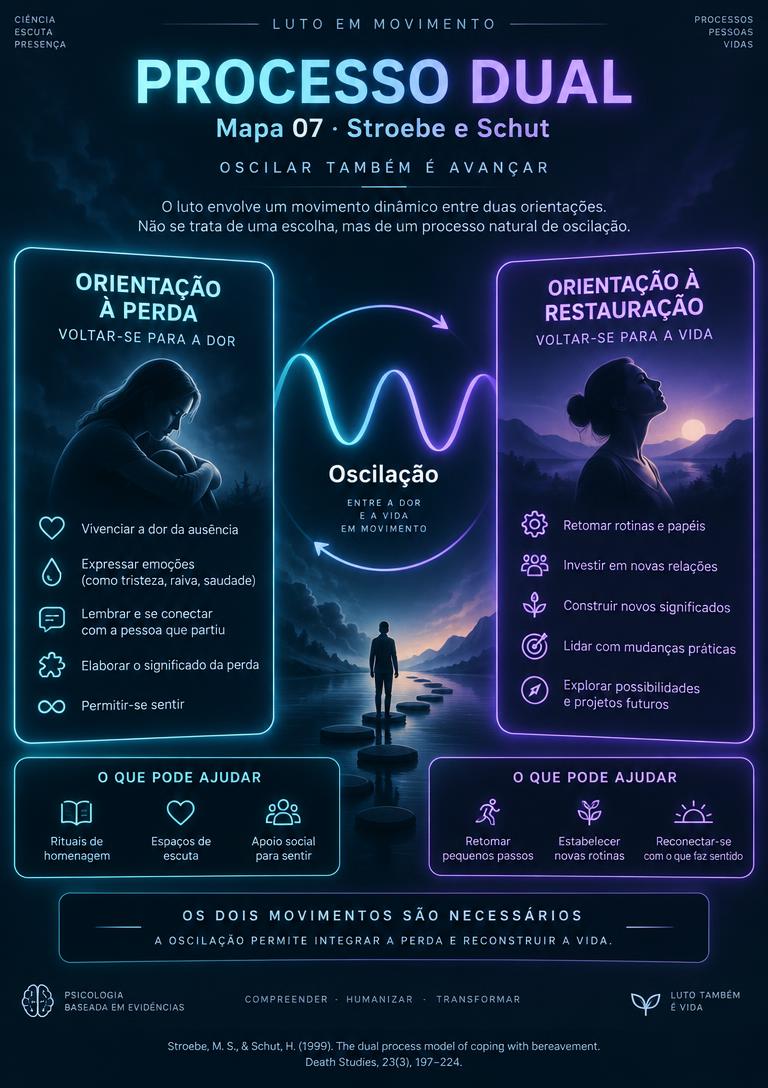 CIÊNCIA
ESCUTA
PRESENÇA
LUTO EM MOVIMENTO
PROCESSOS
PESSOAS
VIDAS
PROCESSO DUAL
Mapa 07 · Stroebe e Schut
OSCILAR TAMBÉM É AVANÇAR
O luto envolve um movimento dinâmico entre duas orientações.
Não se trata de uma escolha, mas de um processo natural de oscilação.
ORIENTAÇÃO
À PERDA
VOLTAR-SE PARA A DOR
Vivenciar a dor da ausência
Expressar emoções
(como tristeza, raiva, saudade)
Lembrar e se conectar
com a pessoa que partiu
Elaborar o significado da perda
Permitir-se sentir
Oscilação
ENTRE A DOR
E A VIDA
EM MOVIMENTO
ORIENTAÇÃO À
RESTAURAÇÃO
VOLTAR-SE PARA A VIDA
Retomar rotinas e papéis
Investir em novas relações
Construir novos significados
Lidar com mudanças práticas
Explorar possibilidades
e projetos futuros
O QUE PODE AJUDAR
Rituais de
homenagem
Espaços de
escuta
Apoio social
para sentir
O QUE PODE AJUDAR
Retomar
pequenos passos
Estabelecer
novas rotinas
Reconectar-se
com o que faz sentido
OS DOIS MOVIMENTOS SÃO NECESSÁRIOS
A OSCILAÇÃO PERMITE INTEGRAR A PERDA E RECONSTRUIR A VIDA.
PSICOLOGIA
BASEADA EM EVIDÊNCIAS
COMPREENDER · HUMANIZAR · TRANSFORMAR
LUTO TAMBÉM
É VIDA
Stroebe, M. S., & Schut, H. (1999). The dual process model of coping with bereavement.
Death Studies, 23(3), 197–224.